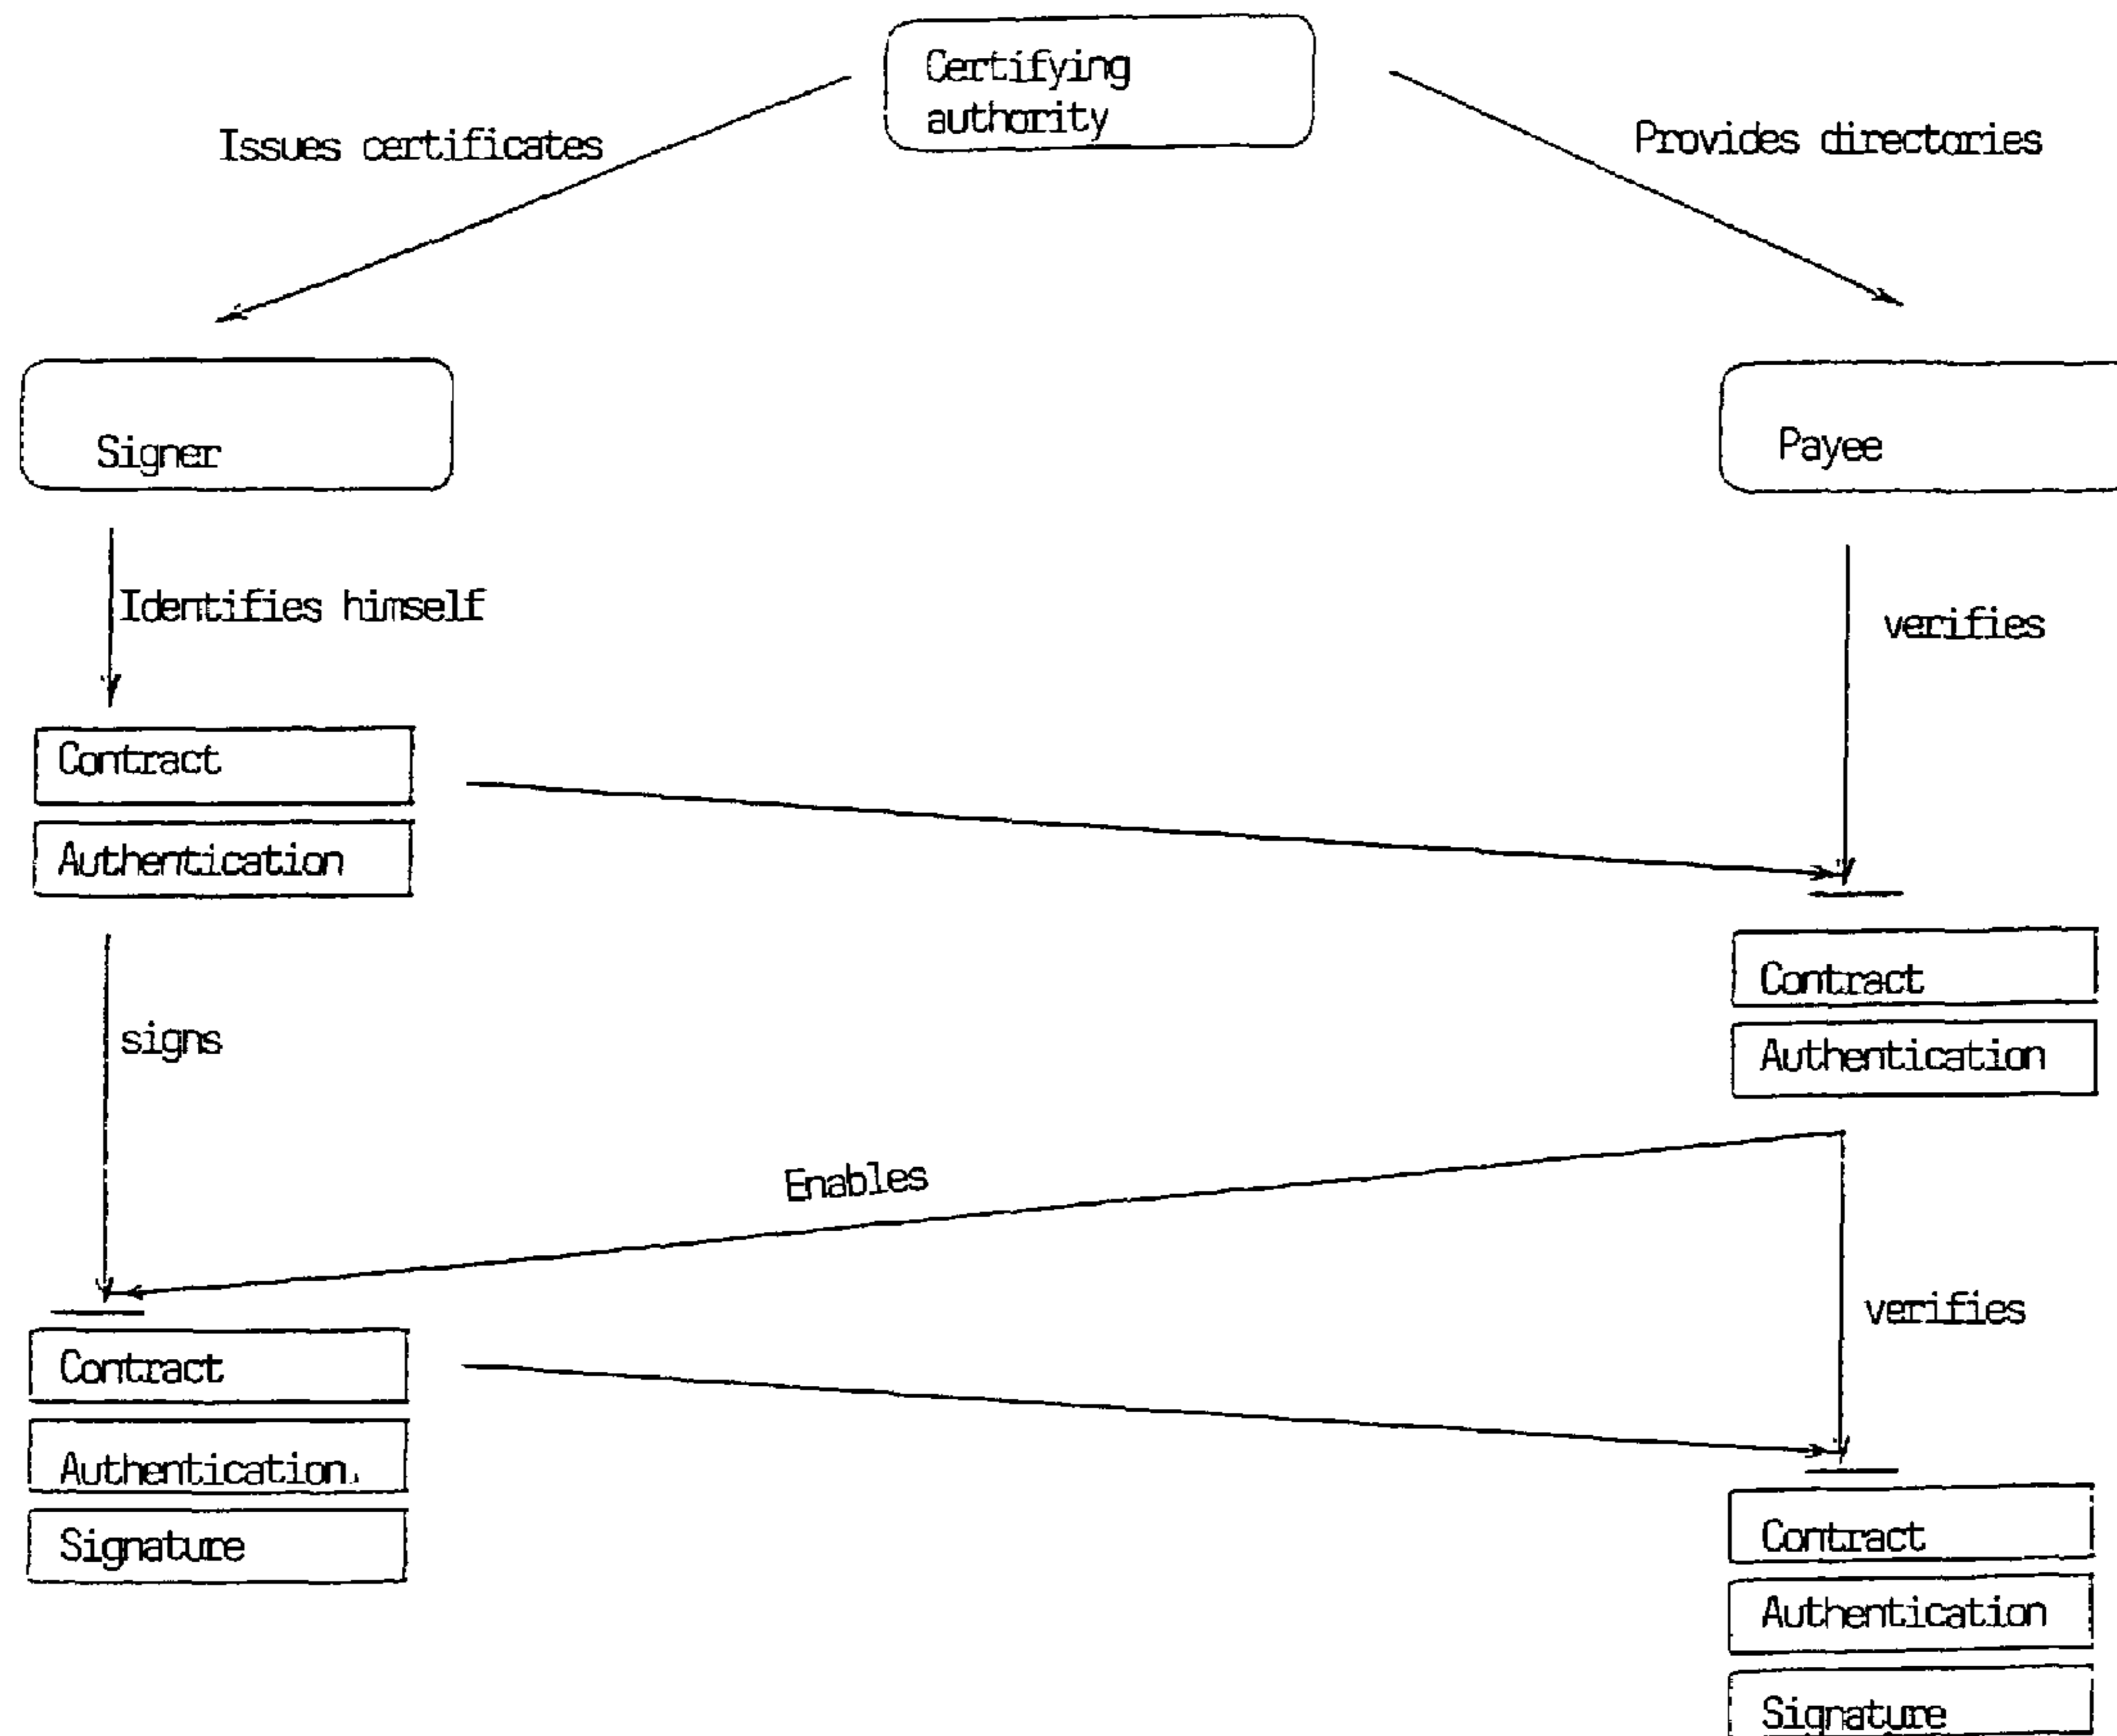 Certifying
authority
Issues certificates
Provides directories
Signer
Payee
Identifies himself
verifies
Contract
Authentication
Contract
Authentication
signs
Enables
verifies
Contract
Authentication.
Signature
Contract
Authentication
Signature